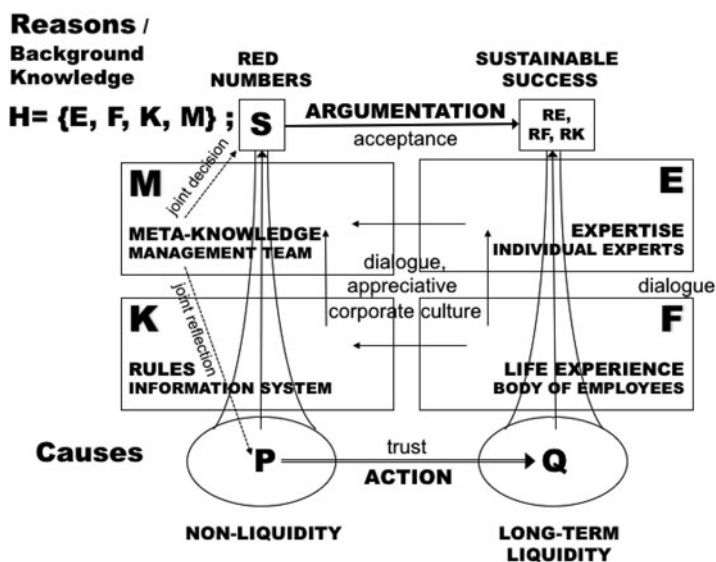 Reasons /
Background
Knowledge
RED
NUMBERS
SUSTAINABLE
SUCCESS
H= {E, F, K, M} ;
S
ARGUMENTATION
acceptance
RE,
RF, RK
joint decision
M
META-KNOWLEDGE
MANAGEMENT TEAM
E
EXPERTISE
INDIVIDUAL EXPERTS
dialogue,
appreciative
corporate culture
dialogue
joint reflection
K
RULES
INFORMATION SYSTEM
F
LIFE EXPERIENCE
BODY OF EMPLOYEES
Causes
P
trust
ACTION
Q
NON-LIQUIDITY
LONG-TERM
LIQUIDITY